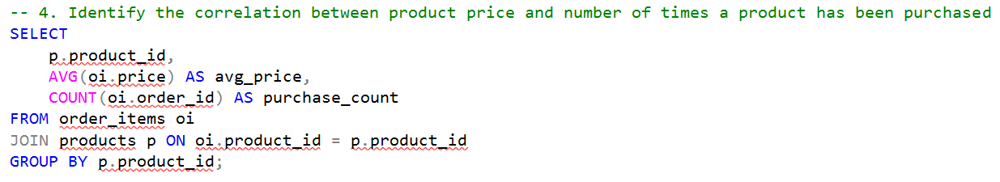 -- 4. Identify the correlation between product price and number of times a product has been purchased
SELECT
    p.product_id,
    AVG(oi.price) AS avg_price,
    COUNT(oi.order_id) AS purchase_count
FROM order_items oi
JOIN products p ON oi.product_id = p.product_id
GROUP BY p.product_id;